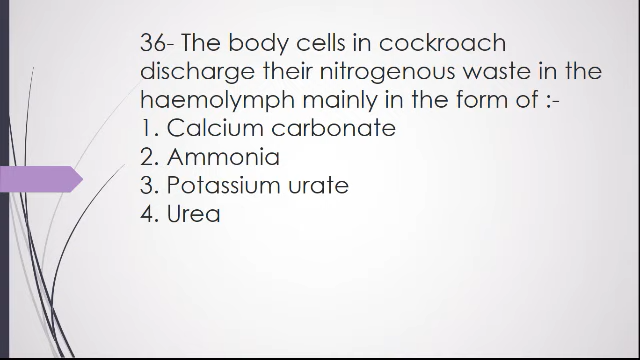 36- The body cells in cockroach
discharge their nitrogenous waste in the
haemolymph mainly in the form of :-
1. Calcium carbonate
2. Ammonia
3. Potassium urate
4. Urea